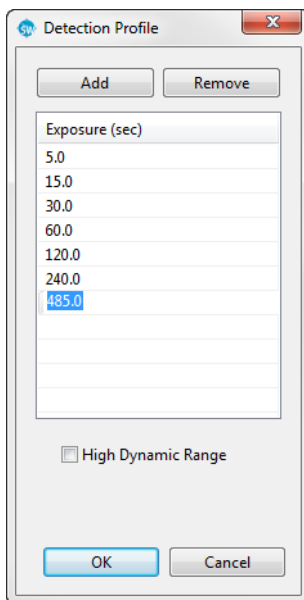 SW Detection Profile
Add Remove
Exposure (sec)
5.0
15.0
30.0
60.0
120.0
240.0
485.0
High Dynamic Range
OK Cancel